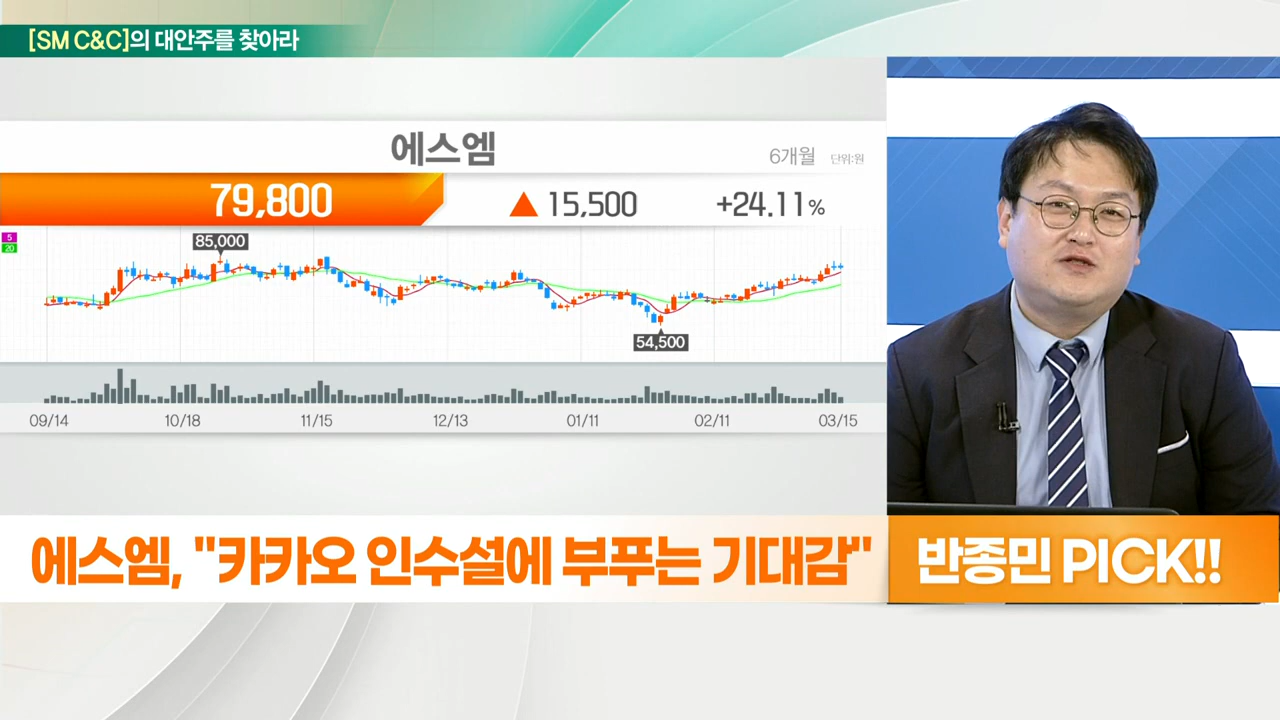 [SM C&C]의 대안주를 찾아라
에스엠
6개월 단위:원
79,800 ▲ 15,500 +24.11%
5
20
85,000
54,500
09/14 10/18 11/15 12/13 01/11 02/11 03/15
에스엠, "카카오 인수설에 부푸는 기대감"
반종민 PICK!!